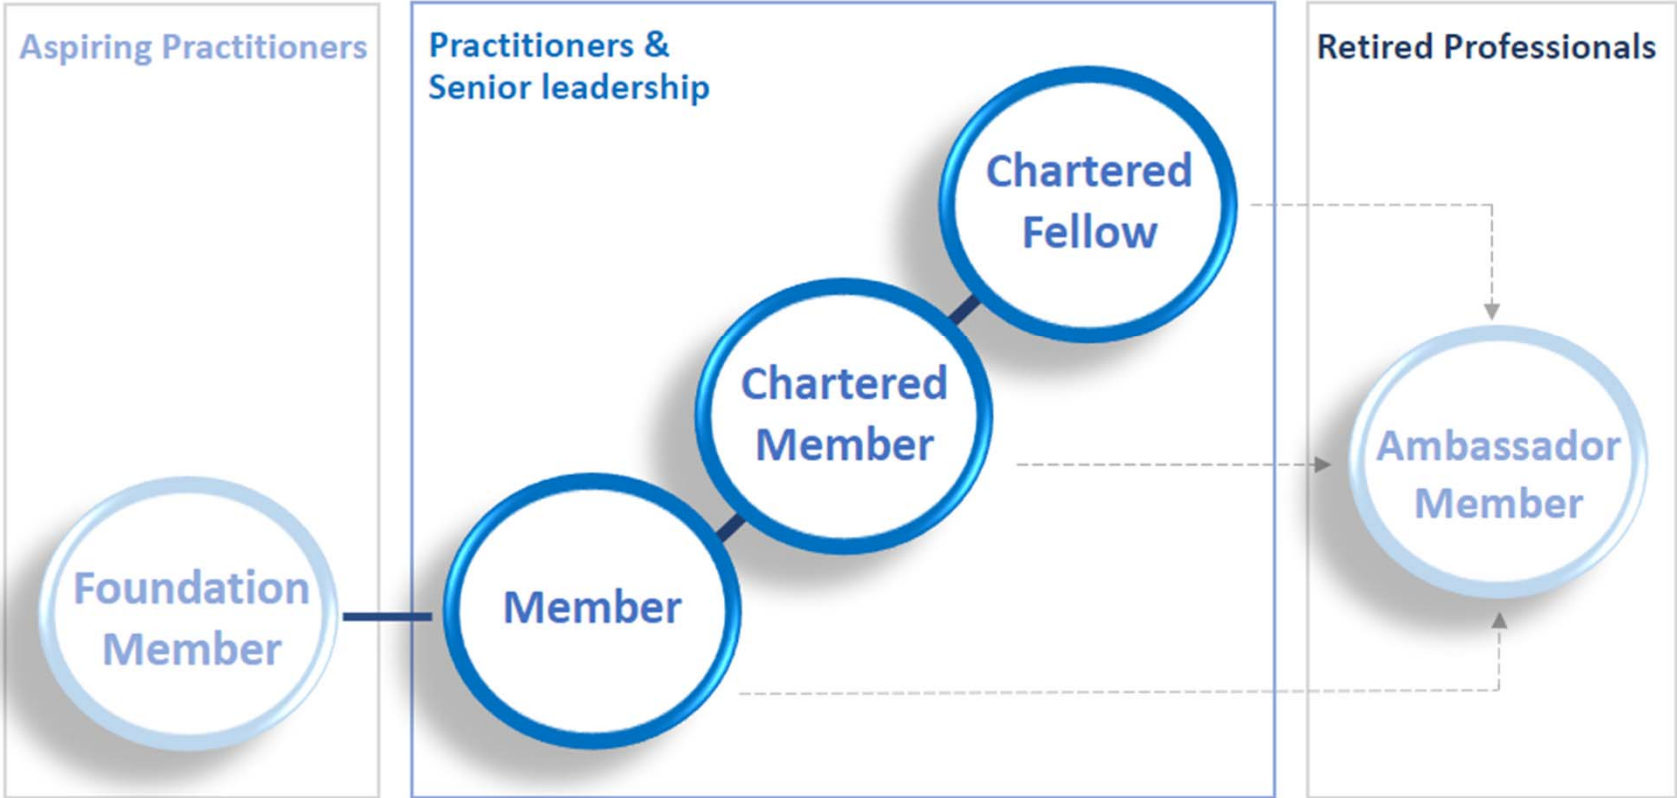 Aspiring Practitioners
Practitioners &
Senior leadership
Retired Professionals
Chartered
Fellow
Chartered
Member
Ambassador
Member
Foundation
Member
Member